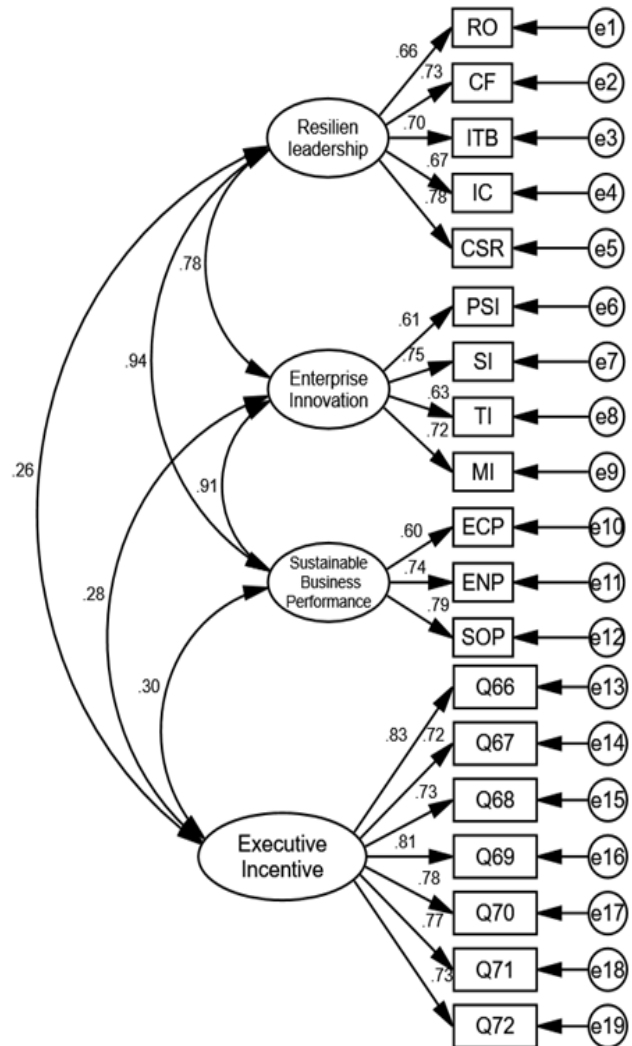 RO
e1
.66
CF
e2
.73
Resilien
leadership
ITB
e3
.70
IC
e4
.67
CSR
e5
.78
.78
PSI
e6
.61
SI
e7
.75
Enterprise
Innovation
TI
e8
.63
MI
e9
.72
.94
.26
.91
ECP
e10
.60
ENP
e11
.74
Sustainable
Business
Performance
SOP
e12
.79
.28
.30
Q66
e13
.83
Q67
e14
.72
Q68
e15
.73
Executive
Incentive
Q69
e16
.81
Q70
e17
.78
Q71
e18
.77
Q72
e19
.73